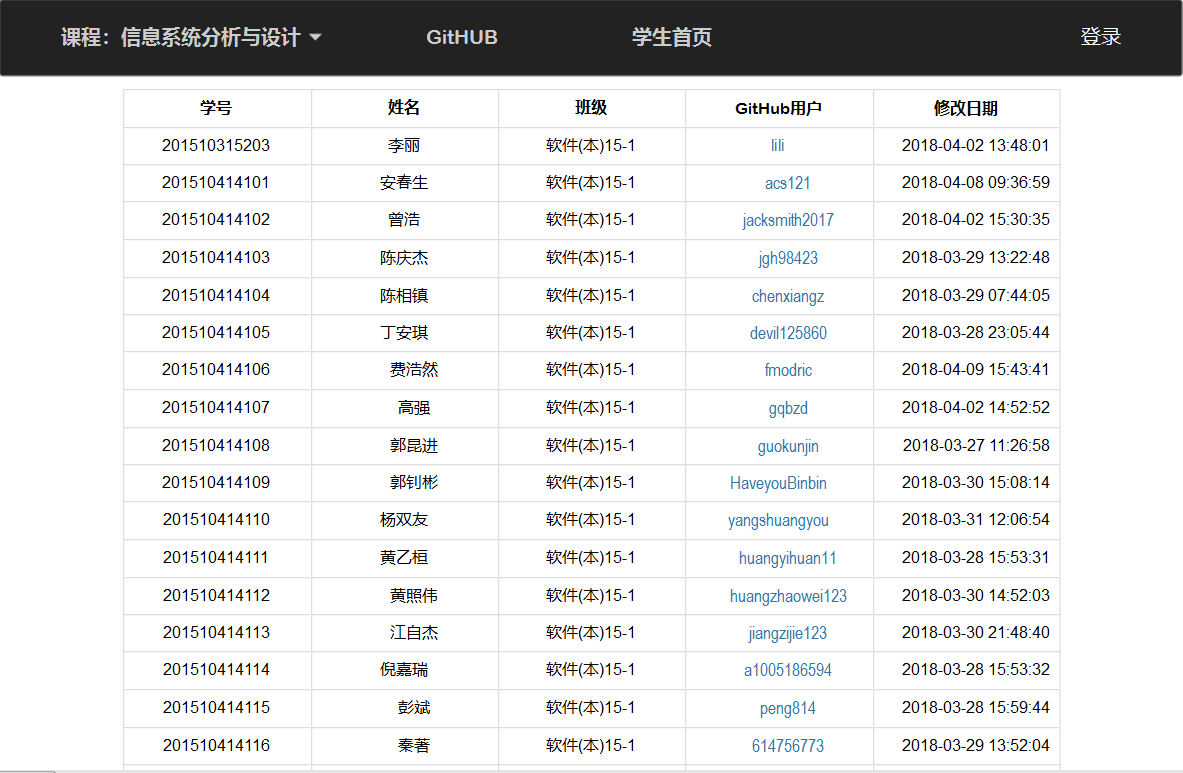 课程：信息系统分析与设计 GitHUB 学生首页 登录
学号 姓名 班级 GitHub用户 修改日期
201510315203 李丽 软件(本)15-1 lili 2018-04-02 13:48:01
201510414101 安春生 软件(本)15-1 acs121 2018-04-08 09:36:59
201510414102 曾浩 软件(本)15-1 jacksmith2017 2018-04-02 15:30:35
201510414103 陈庆杰 软件(本)15-1 jgh98423 2018-03-29 13:22:48
201510414104 陈相镇 软件(本)15-1 chenxiangz 2018-03-29 07:44:05
201510414105 丁安琪 软件(本)15-1 devil125860 2018-03-28 23:05:44
201510414106 费浩然 软件(本)15-1 fmodric 2018-04-09 15:43:41
201510414107 高强 软件(本)15-1 gqbzd 2018-04-02 14:52:52
201510414108 郭昆进 软件(本)15-1 guokunjin 2018-03-27 11:26:58
201510414109 郭钊彬 软件(本)15-1 HaveyouBinbin 2018-03-30 15:08:14
201510414110 杨双友 软件(本)15-1 yangshuangyou 2018-03-31 12:06:54
201510414111 黄乙桓 软件(本)15-1 huangyihuan11 2018-03-28 15:53:31
201510414112 黄照伟 软件(本)15-1 huangzhaowei123 2018-03-30 14:52:03
201510414113 江自杰 软件(本)15-1 jiangzijie123 2018-03-30 21:48:40
201510414114 倪嘉瑞 软件(本)15-1 a1005186594 2018-03-28 15:53:32
201510414115 彭斌 软件(本)15-1 peng814 2018-03-28 15:59:44
201510414116 秦著 软件(本)15-1 614756773 2018-03-29 13:52:04